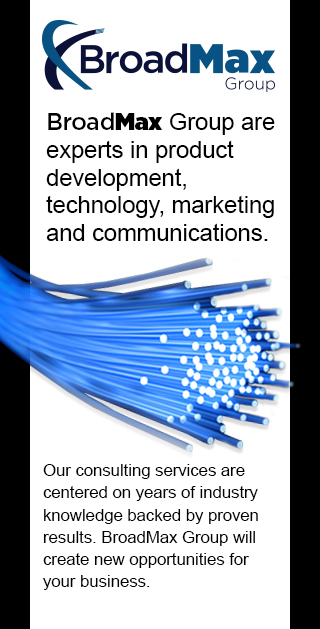 BroadMax
Group
BroadMax Group are
experts in product
development,
technology, marketing
and communications.
Our consulting services are
centered on years of industry
knowledge backed by proven
results. BroadMax Group will
create new opportunities for
your business.